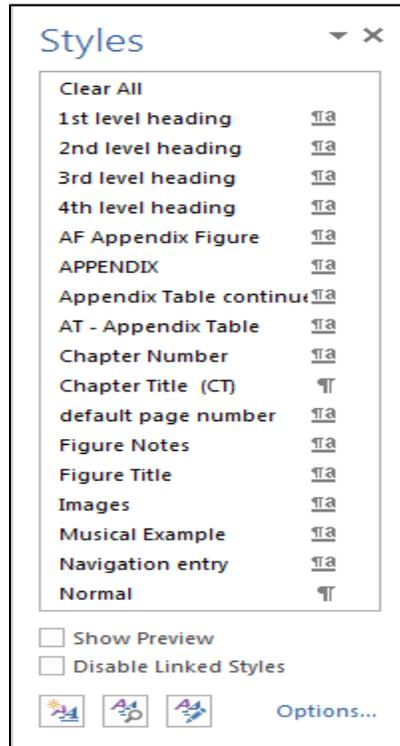 Styles
Clear All
1st level heading ¶a
2nd level heading ¶a
3rd level heading ¶a
4th level heading ¶a
AF Appendix Figure ¶a
APPENDIX ¶a
Appendix Table continue ¶a
AT - Appendix Table ¶a
Chapter Number ¶a
Chapter Title (CT) ¶
default page number ¶a
Figure Notes ¶a
Figure Title ¶a
Images ¶a
Musical Example ¶a
Navigation entry ¶a
Normal ¶
Show Preview
Disable Linked Styles
Options...